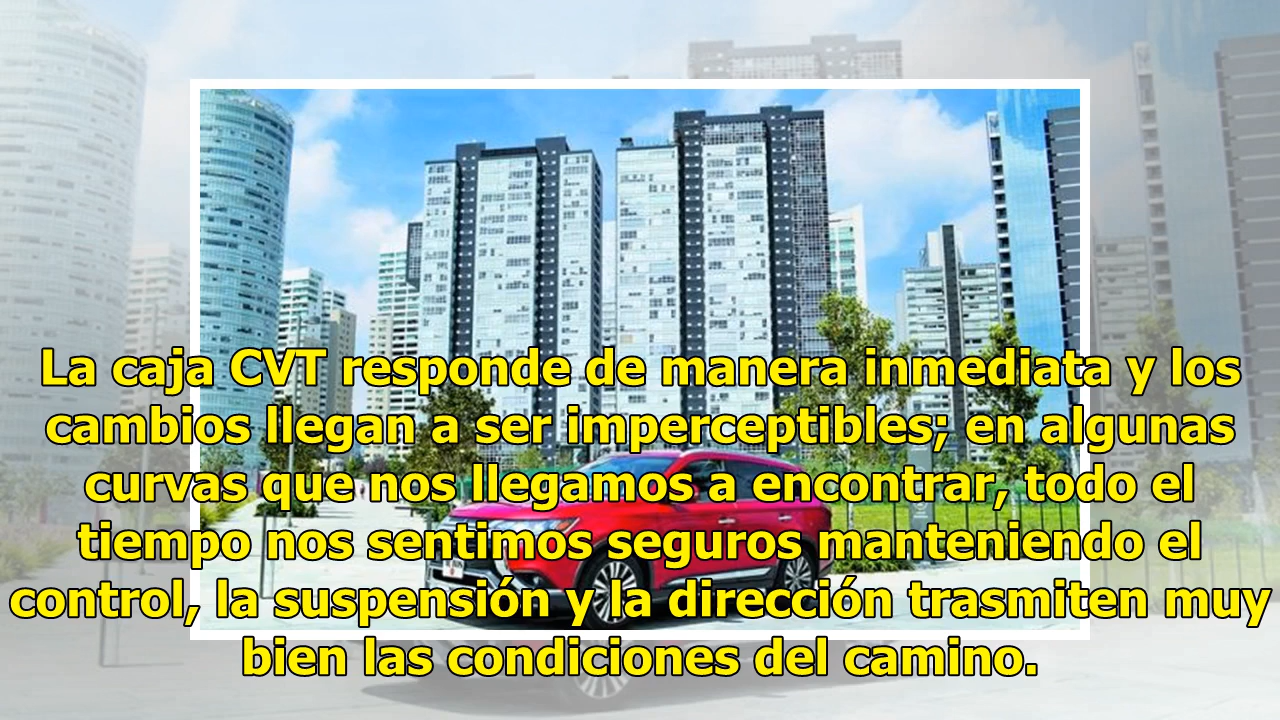 La caja CVT responde de manera inmediata y los
cambios llegan a ser imperceptibles; en algunas
curvas que nos llegamos a encontrar, todo el
tiempo nos sentimos seguros manteniendo el
control, la suspensión y la dirección trasmiten muy
bien las condiciones del camino.